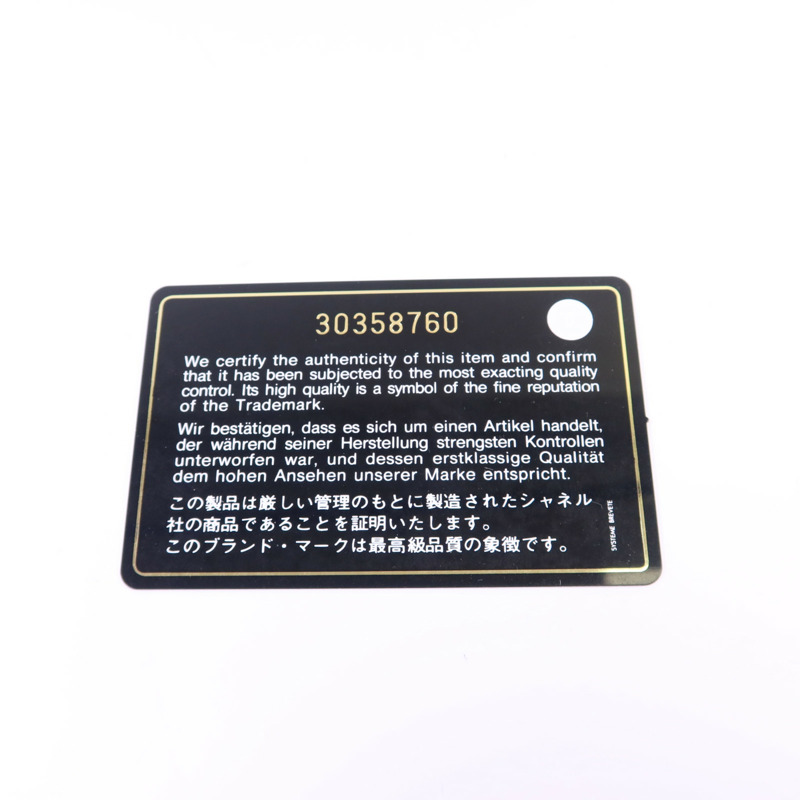 30358760
We certify the authenticity of this item and confirm
that it has been subjected to the most exacting quality
control. Its high quality is a symbol of the fine reputation
of the Trademark.
Wir bestätigen, dass es sich um einen Artikel handelt,
der während seiner Herstellung strengsten Kontrollen
unterworfen war, und dessen erstklassige Qualität
dem hohen Ansehen unserer Marke entspricht.
この製品は厳しい管理のもとに製造されたシャネル
社の商品であることを証明いたします。
このブランド・マークは最高級品質の象徴です。
SYSTEME BREVETE